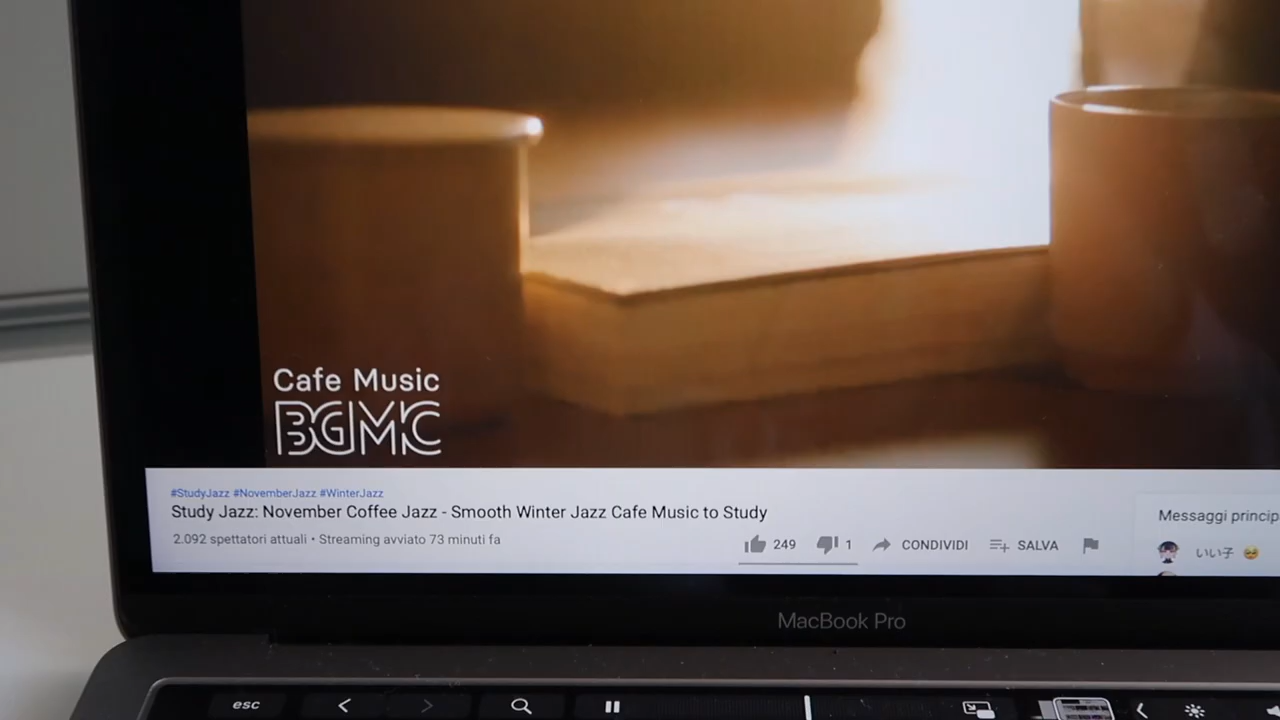 Cafe Music
BGMC
#StudyJazz #NovemberJazz #WinterJazz
Study Jazz: November Coffee Jazz - Smooth Winter Jazz Cafe Music to Study
2.092 spettatori attuali • Streaming avviato 73 minuti fa
249
1
CONDIVIDI
SALVA
Messaggi princip
いい子
MacBook Pro
esc